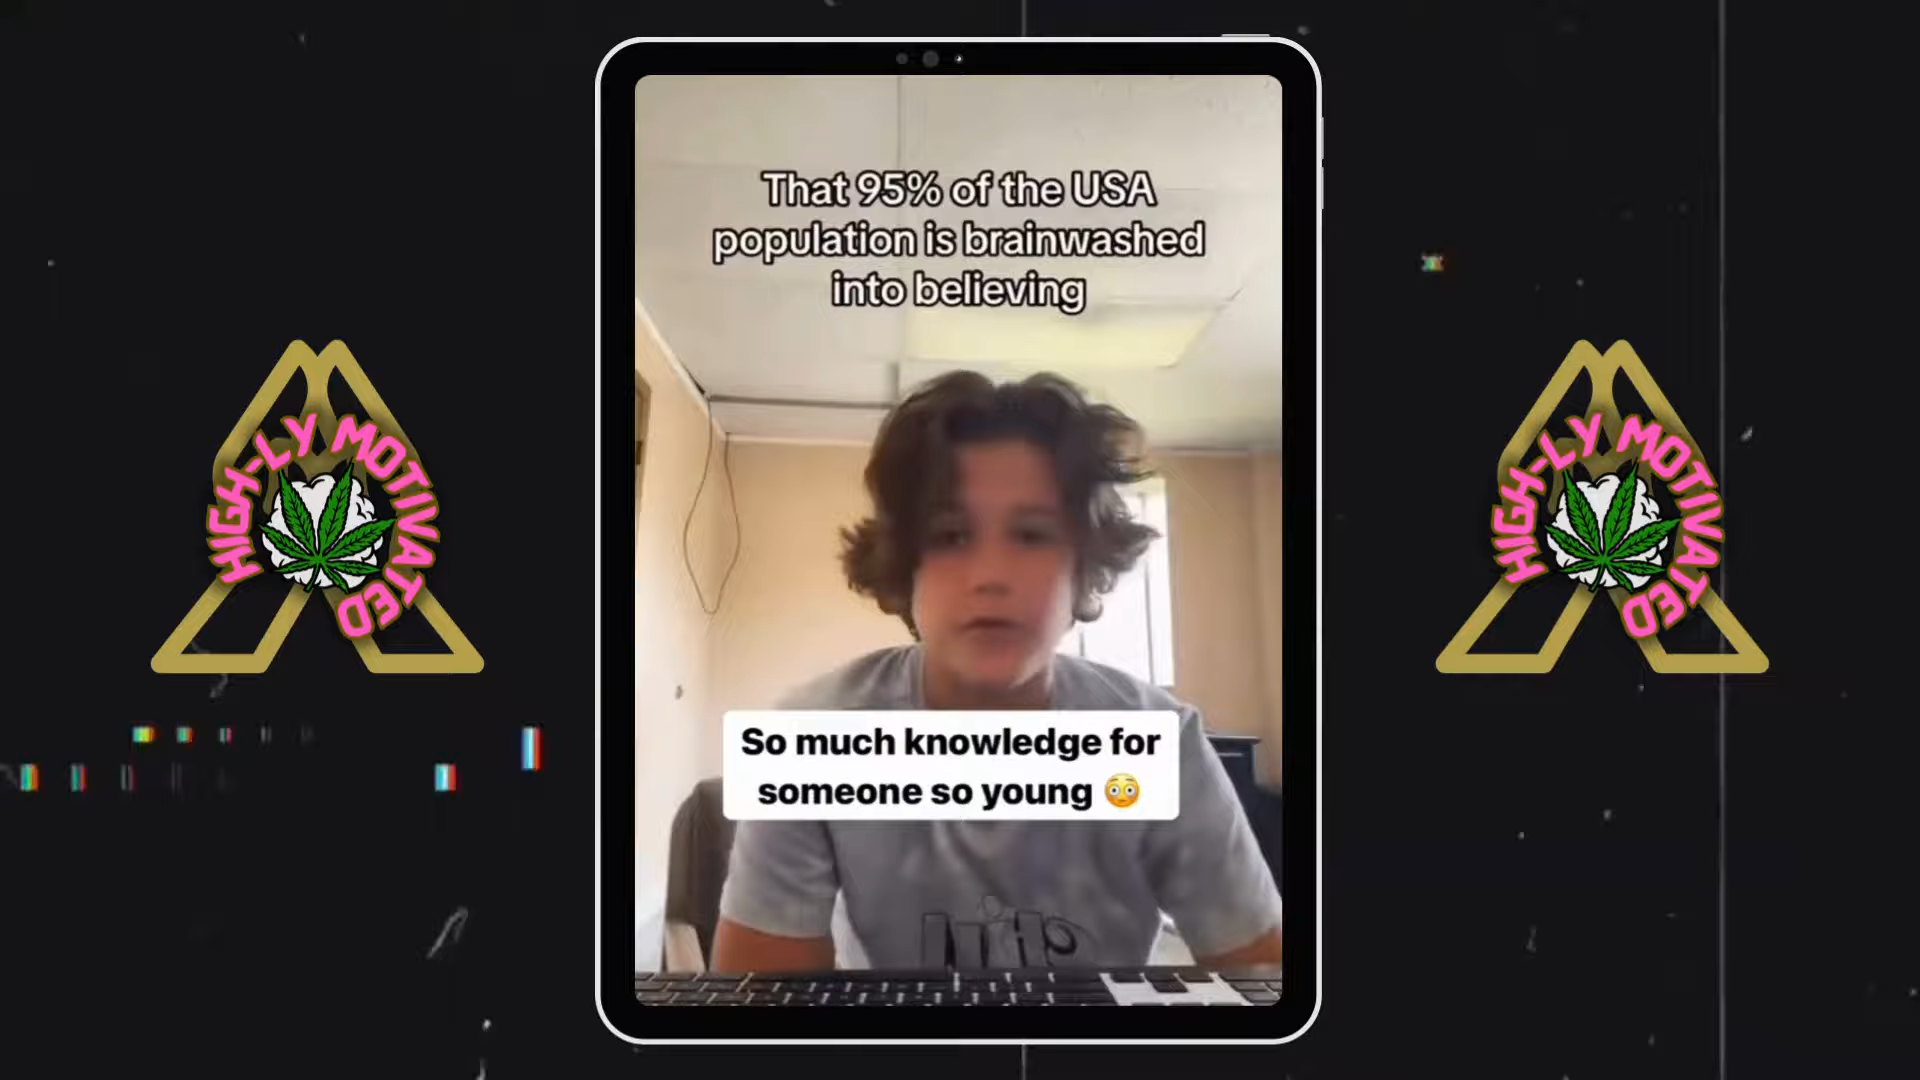 That 95% of the USA
population is brainwashed
into believing
So much knowledge for
someone so young 😳
HIGH-LY MOTIVATED
HIGH-LY MOTIVATED